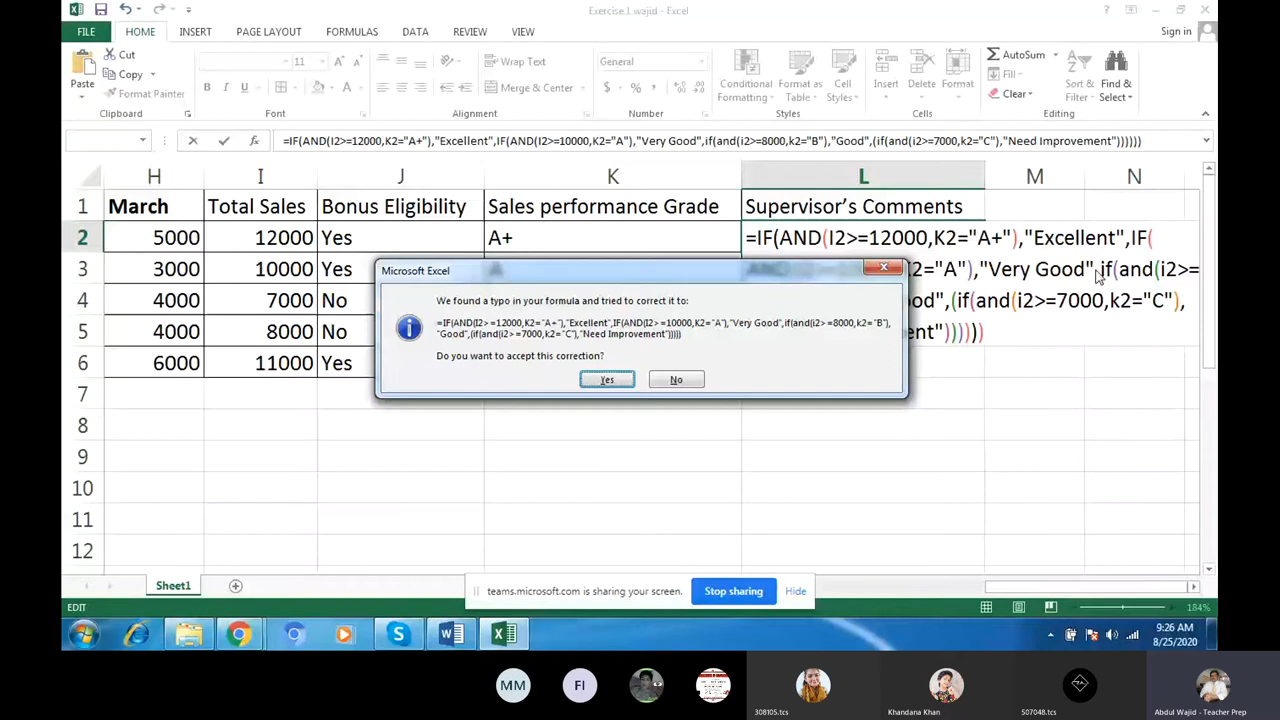 Exercise.I.wajid - Excel
FILE HOME INSERT PAGE LAYOUT FORMULAS DATA REVIEW VIEW Sign in
Paste
Cut
Copy
Format Painter
Clipboard
11
B I U
Font
Wrap Text
Merge & Center
Alignment
General
$ % ,
Number
Conditional Formatting
Format as Table
Cell Styles
Styles
Insert Delete Format
Cells
AutoSum
Fill
Clear
Sort & Filter
Find & Select
Editing
=IF(AND(I2>=12000,K2="A+"),"Excellent",IF(AND(I2>=10000,K2="A"),"Very Good",if(and(i2>=8000,k2="B"),"Good",(if(and(i2>=7000,k2="C"),"Need Improvement"))))))
H I J K L M N
1 March Total Sales Bonus Eligibility Sales performance Grade Supervisor's Comments
2 5000 12000 Yes A+ =IF(AND(I2>=12000,K2="A+"),"Excellent",IF(
3 3000 10000 Yes A 2="A"),"Very Good",if(and(i2>=
4 4000 7000 No ood",(if(and(i2>=7000,k2="C"),
5 4000 8000 No ent"))))))
6 6000 11000 Yes
7
8
9
10
11
12
Microsoft Excel
We found a typo in your formula and tried to correct it to:
=IF(AND(I2>=12000,K2="A+"),"Excellent",IF(AND(I2>=10000,K2="A"),"Very Good",if(and(i2>=8000,k2="B"),
"Good",(if(and(i2>=7000,k2="C"),"Need Improvement")))))
Do you want to accept this correction?
Yes No
Sheet1
teams.microsoft.com is sharing your screen. Stop sharing Hide
EDIT 184%
9:26 AM
8/25/2020
MM FI
308105.tcs Khandana Khan 507048.tcs Abdul Wajid - Teacher Prep